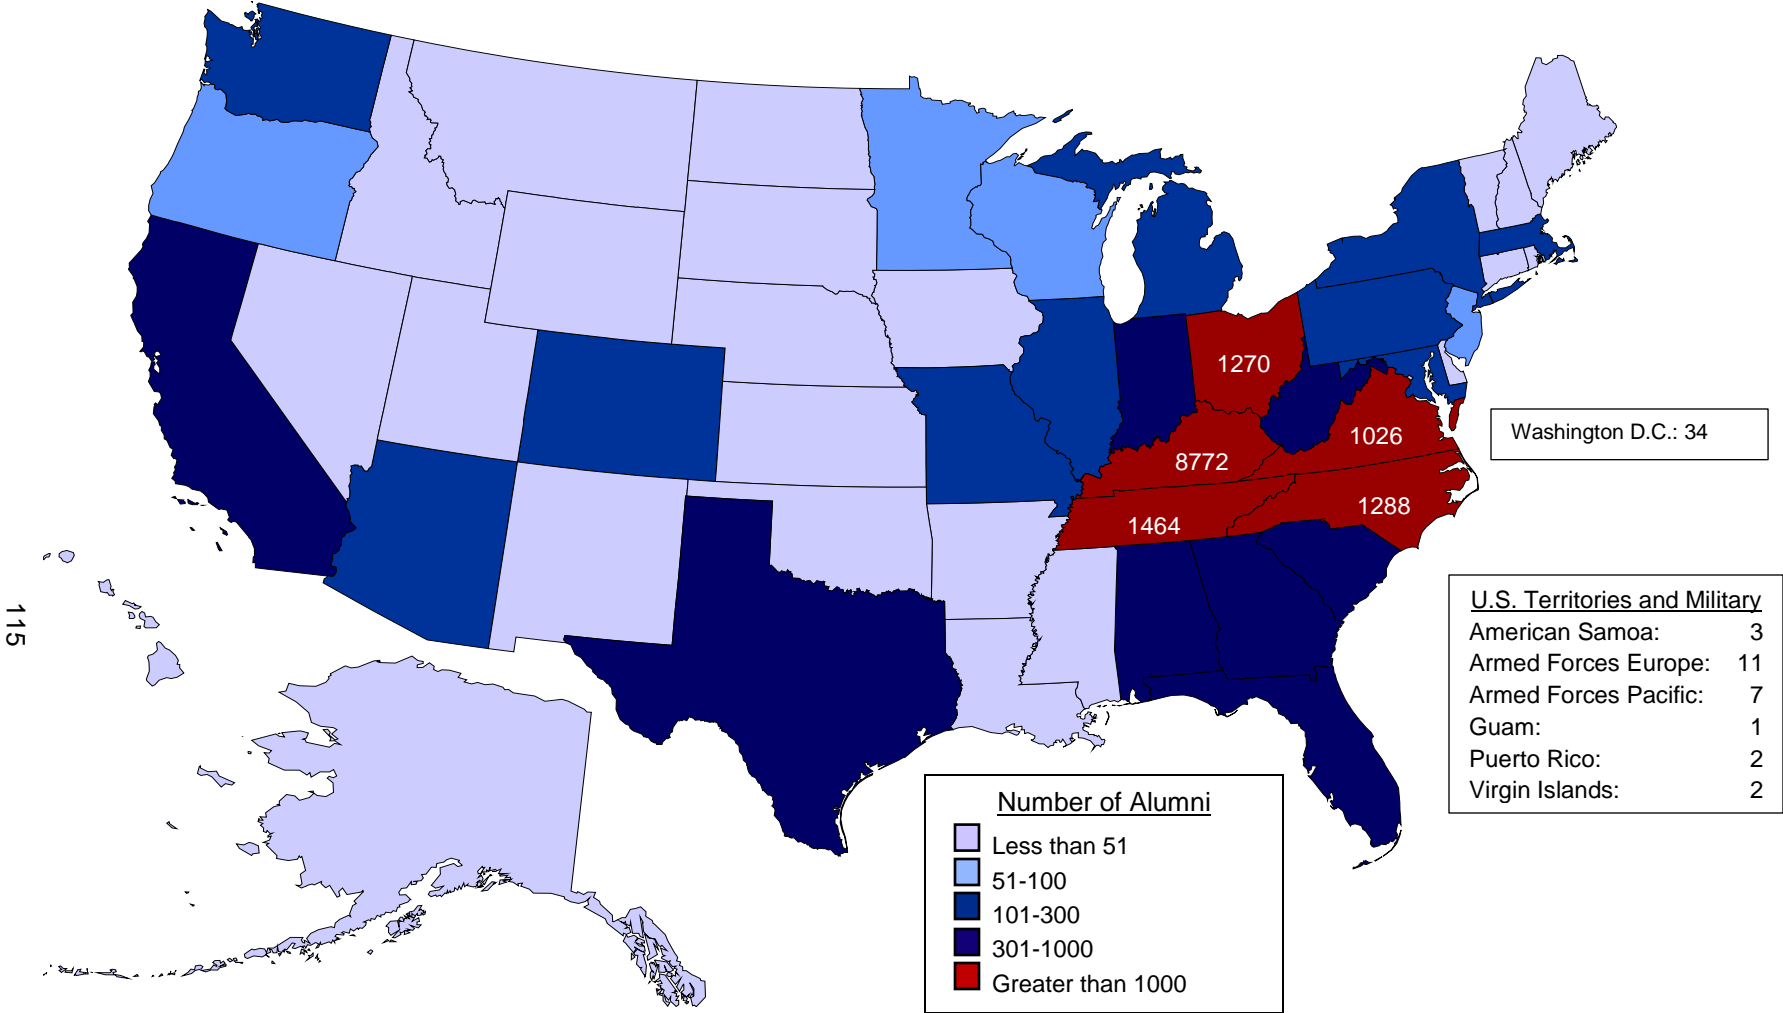 1270
1026
8772
1288
1464
Washington D.C.: 34
U.S. Territories and Military
American Samoa: 3
Armed Forces Europe: 11
Armed Forces Pacific: 7
Guam: 1
Puerto Rico: 2
Virgin Islands: 2
Number of Alumni
Less than 51
51-100
101-300
301-1000
Greater than 1000
115